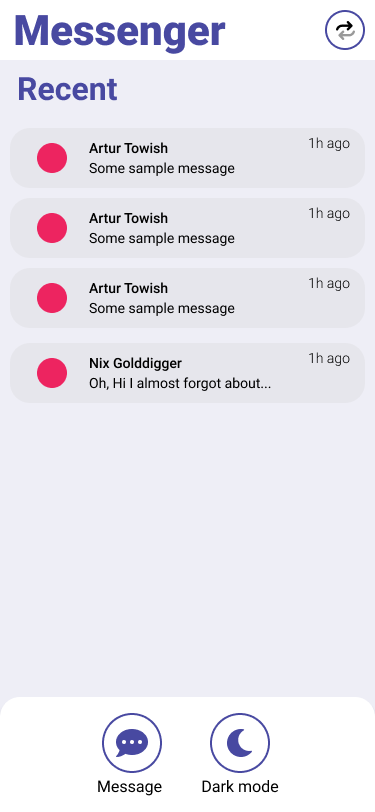 Messenger
Recent
Artur Towish
1h ago
Some sample message
Artur Towish
1h ago
Some sample message
Artur Towish
1h ago
Some sample message
Nix Golddigger
1h ago
Oh, Hi I almost forgot about...
Message
Dark mode